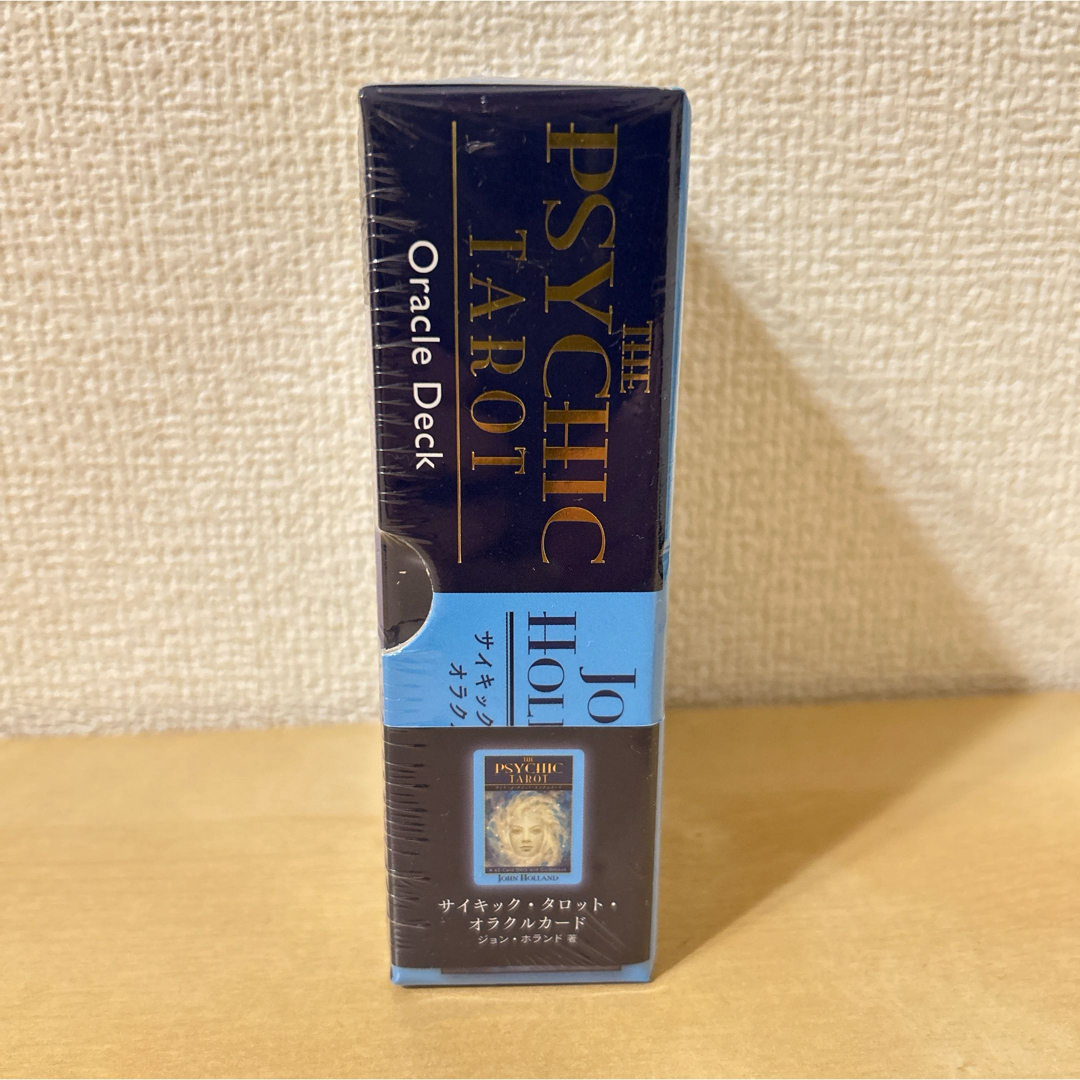 THE
PSYCHIC
TAROT
Oracle Deck
JO
HOL
サイキック
オラク
THE
PSYCHIC
TAROT
JOHN HOLLAND
サイキック・タロット・
オラクルカード
ジョン・ホランド 著